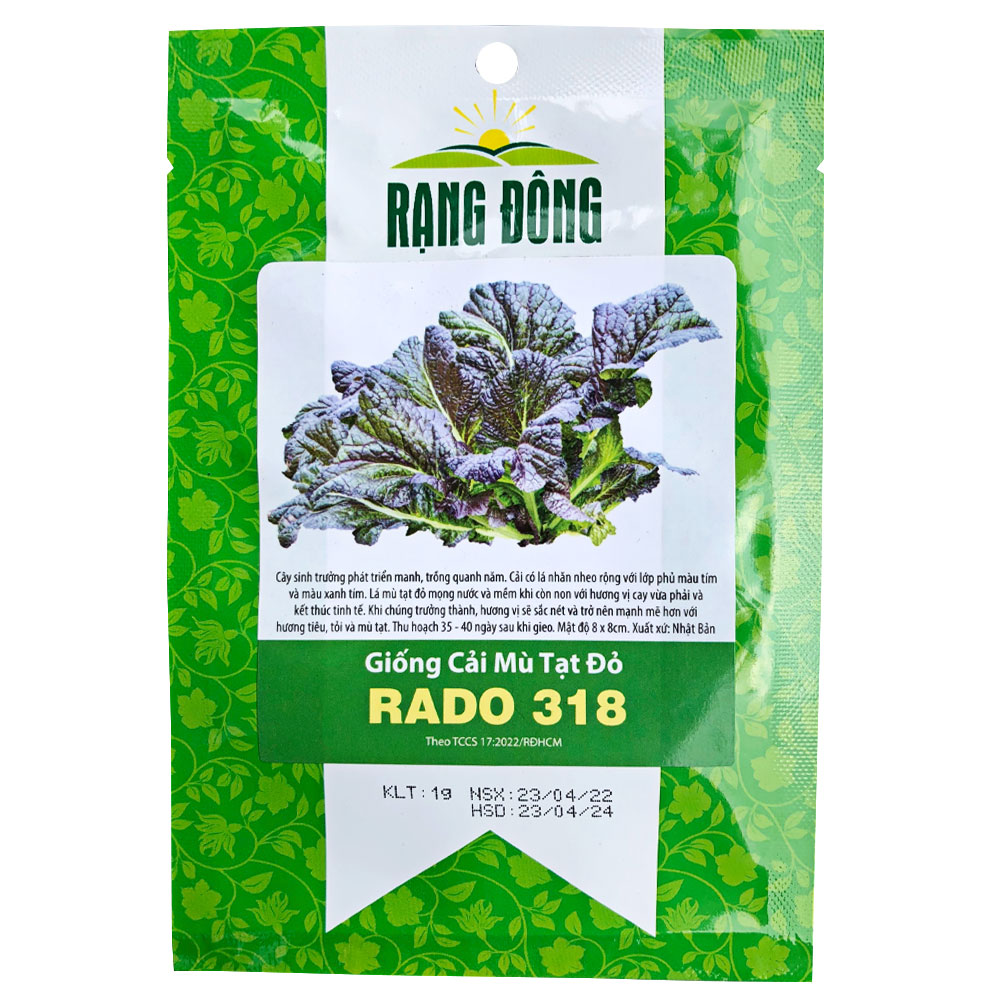 RẠNG ĐÔNG
Cây sinh trưởng phát triển manh, trồng quanh năm. Cải có lá nhăn nheo rộng với lớp phủ màu tím
và màu xanh tím. Lá mù tạt đỏ mọng nước và mềm khi còn non với hương vị cay vừa phải và
kết thúc tinh tế. Khi chúng trưởng thành, hương vị sẽ sắc nét và trở nên mạnh mẽ hơn với
hương tiêu, tỏi và mù tạt. Thu hoạch 35 - 40 ngày sau khi gieo. Mật độ 8 x 8cm. Xuất xứ: Nhật Bản
Giống Cải Mù Tạt Đỏ
RADO 318
Theo TCCS 17:2022/RĐHCM
KLT: 1g NSX: 23/04/22
HSD: 23/04/24